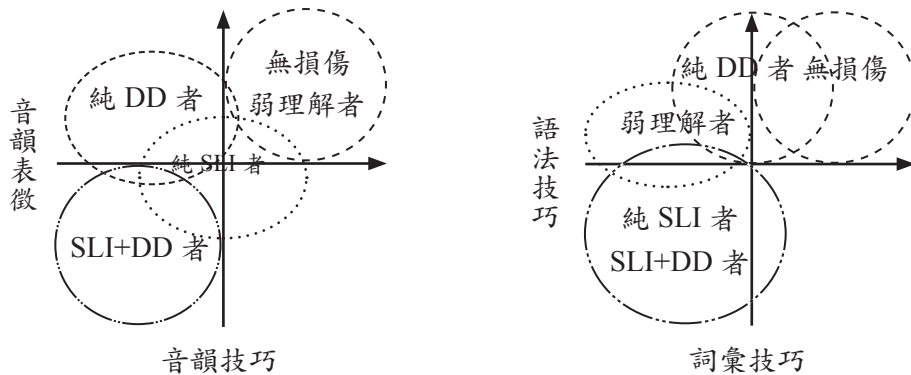 音韻表徵
純 DD 者
無損傷
弱理解者
純 SLI 者
SLI+DD 者
音韻技巧
語法技巧
純 DD 者
無損傷
弱理解者
純 SLI 者
SLI+DD 者
詞彙技巧